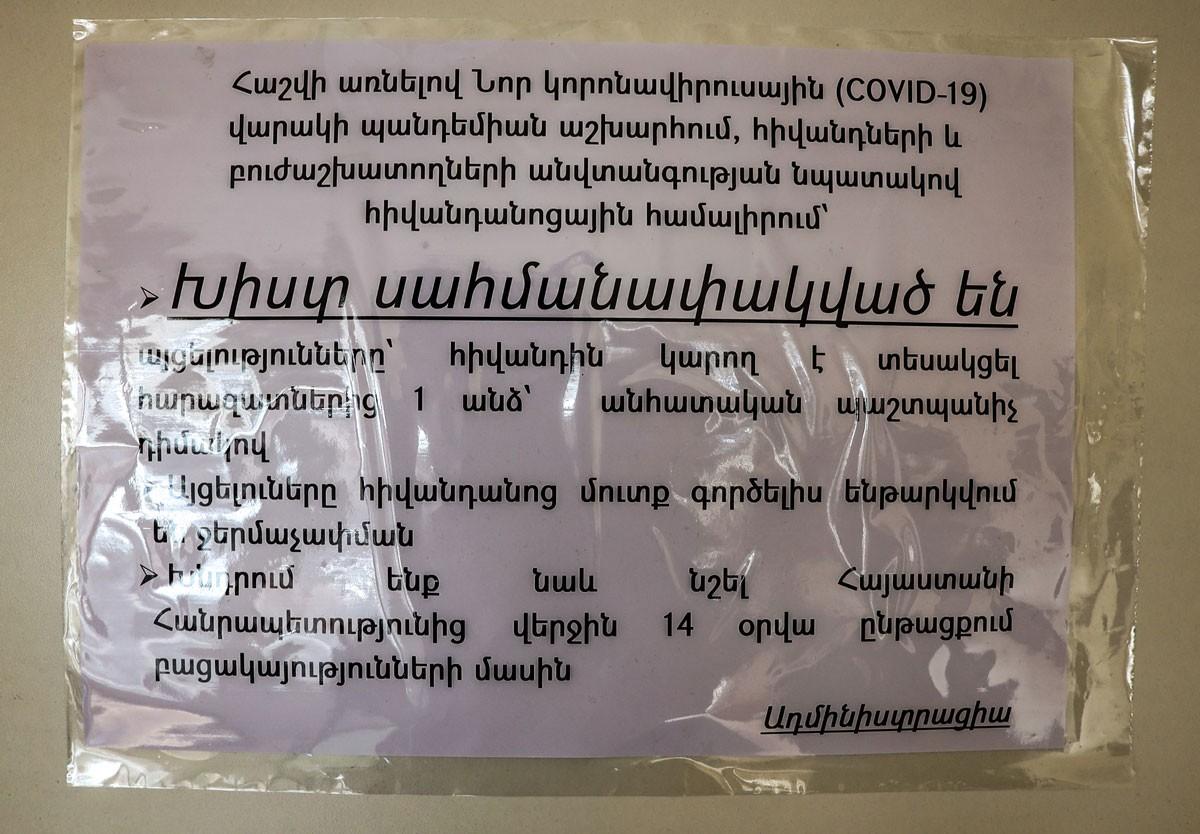 Հաշվի առնելով Նոր կորոնավիրուսային (COVID-19)
վարակի պանդեմիան աշխարհում, հիվանդների և
բուժաշխատողների անվտանգության նպատակով
հիվանդանոցային համալիրում՝
➢ Խիստ սահմանափակված են
այցելությունները՝ հիվանդին կարող է տեսակցել
հարազատներից 1 անձ՝ անհատական պաշտպանիչ
դիմակով
Այցելուները հիվանդանոց մուտք գործելիս ենթարկվում
են ջերմաչափման
➢ Խնդրում ենք նաև նշել Հայաստանի
Հանրապետությունից վերջին 14 օրվա ընթացքում
բացակայությունների մասին
Ադմինիստրացիա